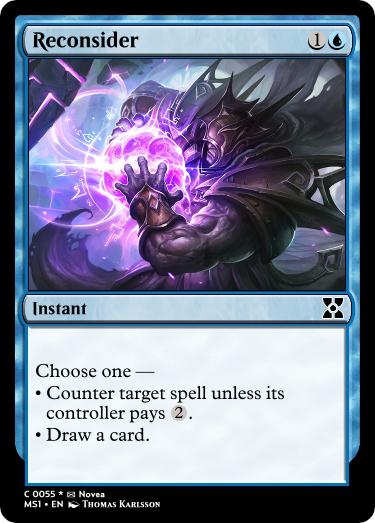 Reconsider 1
Instant
Choose one —
• Counter target spell unless its
controller pays 2.
• Draw a card.
C 0055 * Novea
MS1 • EN Thomas Karlsson